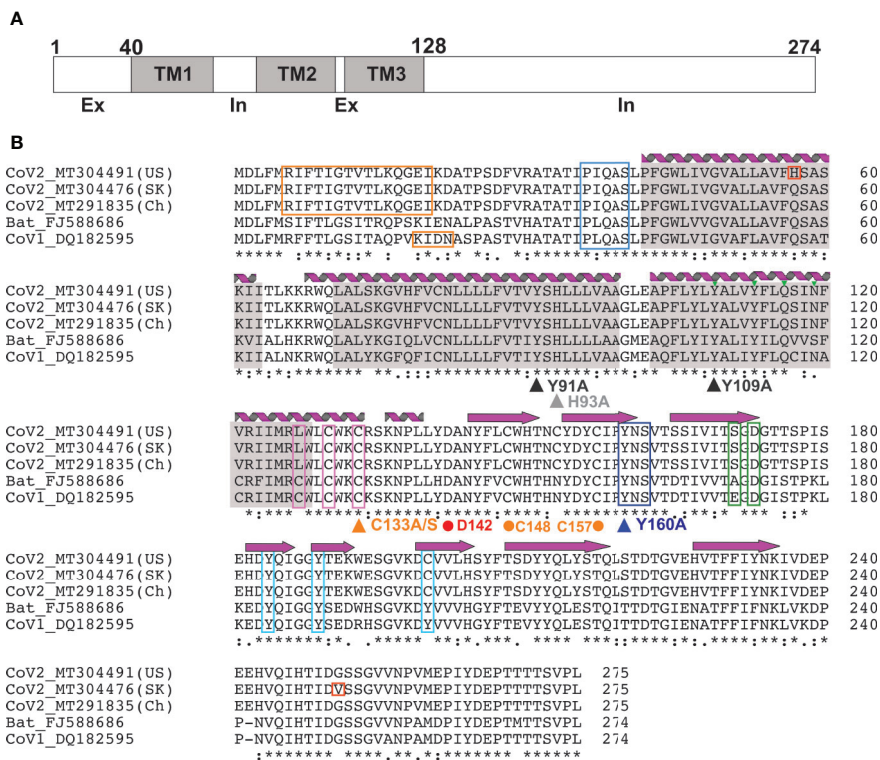 A
1 40 128 274
TM1 TM2 TM3
Ex In Ex In
B
CoV2_MT304491(US) MDLFMRIFTIGTVTLKQGEIKDATPSDFVRATATIPIQASLPFGWLIVGVALLAVFHSAS 60
CoV2_MT304476(SK) MDLFMRIFTIGTVTLKQGEIKDATPSDFVRATATIPIQASLPFGWLIVGVALLAVFQSAS 60
CoV2_MT291835(Ch) MDLFMRIFTIGTVTLKQGEIKDATPSDFVRATATIPIQASLPFGWLIVGVALLAVFQSAS 60
Bat_FJ588686 MDLFMSIFTLGSITRQPSKIENALPASTVHATATIPLQASLPFGWLVVGVALLAVFQSAS 60
CoV1_DQ182595 MDLFMRFFTLGSITAQPVKIDNASPASTVHATATIPLQASLPFGWLVIGVAFLAVFQSAT 60
CoV2_MT304491(US) KIITLKKRWQLALSKGVHFVCNLLLLFVTVYSHLLLVAAGLEAPFLYLYALVYFLQSINF 120
CoV2_MT304476(SK) KIITLKKRWQLALSKGVHFVCNLLLLFVTVYSHLLLVAAGLEAPFLYLYALVYFLQSINF 120
CoV2_MT291835(Ch) KIITLKKRWQLALSKGVHFVCNLLLLFVTVYSHLLLVAAGLEAPFLYLYALVYFLQSINF 120
Bat_FJ588686 KVIALHKRWQLALYKGVQFVCNLLLLFVTIYSHLLLLAAGMEAQFLYIYALIYILQVVSF 120
CoV1_DQ182595 KIIALNKRWQLALYKGFQFICNLLLLFVTIYSHLLLVAAGMEAQFLYLYALIYFLQCINA 120
Y91A Y109A
H93A
CoV2_MT304491(US) VRIIMRLWLCWKCRSKNPLLYDANYFLCWHTNCYDYCIPYNSVTSSIVITSGDGTTSPIS 180
CoV2_MT304476(SK) VRIIMRLWLCWKCRSKNPLLYDANYFLCWHTNCYDYCIPYNSVTSSIVITSGDGTTSPIS 180
CoV2_MT291835(Ch) VRIIMRLWLCWKCRSKNPLLYDANYFLCWHTNCYDYCIPYNSVTSSIVITSGDGTTSPIS 180
Bat_FJ588686 CRFIMRCWLCWKCRSKNPLLYDANYFVCWHTNCYDYCIPYNSVTDTIVVTAGDGISTPKL 180
CoV1_DQ182595 CRIIMRCWLCWKCKSKNPLLYDANYFVCWHTHNYDYCIPYNSVTDTIVVTEGDGISTPKL 180
C133A/S D142 C148 C157 Y160A
CoV2_MT304491(US) EHDYQIGGYTEKWESGVKDCVVLHSYFTSDYYQLYSTQLSTDTGVEHVTFFIYNKIVDEP 240
CoV2_MT304476(SK) EHDYQIGGYTEKWESGVKDCVVLHSYFTSDYYQLYSTQLSTDTGVEHVTFFIYNKIVDEP 240
CoV2_MT291835(Ch) EHDYQIGGYTEKWESGVKDCVVLHSYFTSDYYQLYSTQLSTDTGVEHVTFFIYNKIVDEP 240
Bat_FJ588686 KEDYQIGGYSEDWHSGVKDYVVVHGYFTEVYYQLESTQITTDTGIENATFFIFNKLVKDP 240
CoV1_DQ182595 KEDYQIGGYSEDRHSGVKDYVVVHGYFTEVYYQLESTQITTDTGIENATFFIFNKLVKDP 240
CoV2_MT304491(US) EEHVQIHTIDGSSGVVNPVMEPIYDEPTTTTSVPL 275
CoV2_MT304476(SK) EEHVQIHTIDVSSGVVNPVMEPIYDEPTTTTSVPL 275
CoV2_MT291835(Ch) EEHVQIHTIDGSSGVVNPVMEPIYDEPTTTTSVPL 275
Bat_FJ588686 P-NVQIHTIDGSSGVANPAMDPIYDEPTMTTSVPL 274
CoV1_DQ182595 P-NVQIHTIDGSSGVANPAMDPIYDEPTTTTSVPL 274